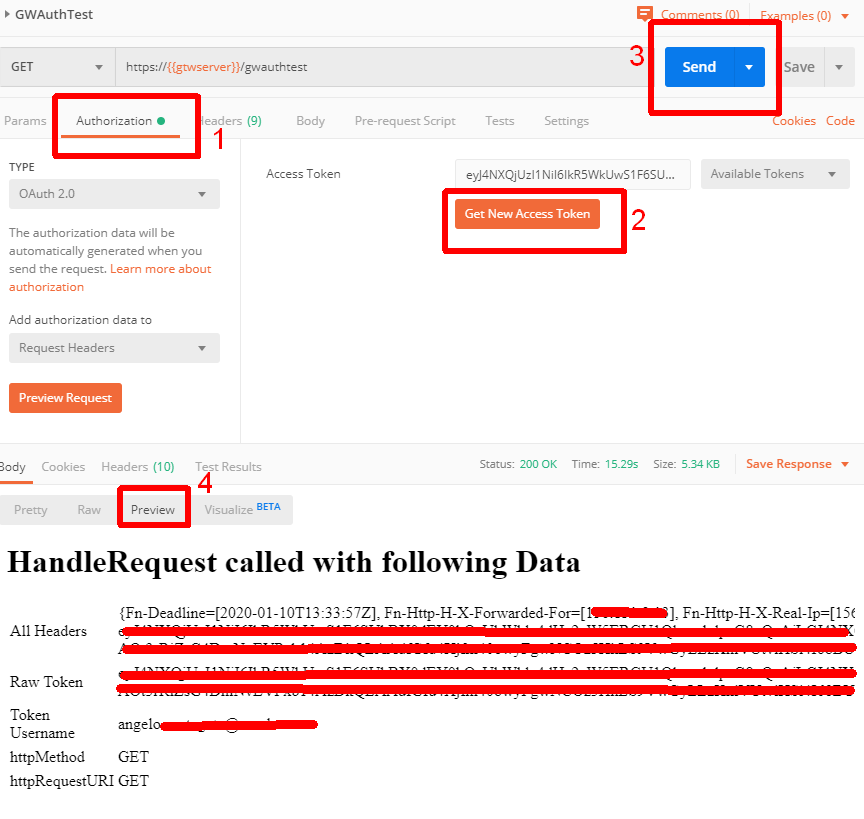 GWAuthTest
Comments (0) Examples (0)
3
GET https://{{gtwserver}}/gwauthtest Send Save
Params Authorization Headers (9) Body Pre-request Script Tests Settings Cookies Code
1
TYPE
OAuth 2.0
The authorization data will be
automatically generated when you
send the request. Learn more about
authorization
Add authorization data to
Request Headers
Preview Request
Access Token eyJ4NXQjUzI1NiI6IkR5WkUwS1F6SU... Available Tokens
Get New Access Token 2
Body Cookies Headers (10) Test Results Status: 200 OK Time: 15.29s Size: 5.34 KB Save Response
4
Pretty Raw Preview Visualize BETA
HandleRequest called with following Data
{Fn-Deadline=[2020-01-10T13:33:57Z], Fn-Http-H-X-Forwarded-For=[1 ], Fn-Http-H-X-Real-Ip=[156
All Headers
Raw Token
Token
Username angelo
httpMethod GET
httpRequestURI GET